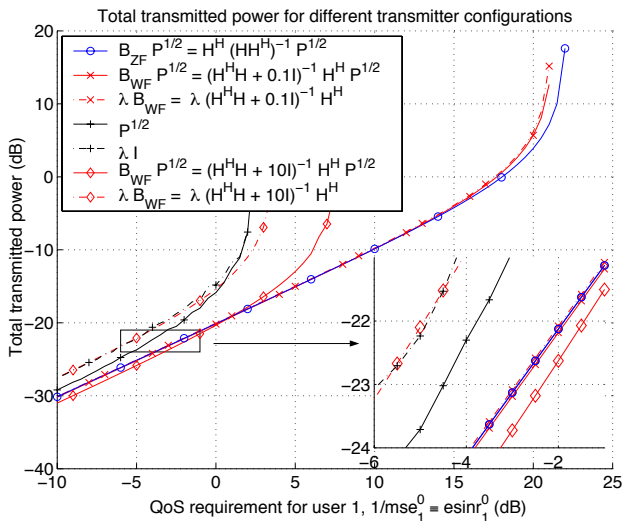 Total transmitted power for different transmitter configurations
B_ZF P^1/2 = H^H (HH^H)^-1 P^1/2
B_WF P^1/2 = (H^H H + 0.1I)^-1 H^H P^1/2
λ B_WF = λ (H^H H + 0.1I)^-1 H^H
P^1/2
λ I
B_WF P^1/2 = (H^H H + 10I)^-1 H^H P^1/2
λ B_WF = λ (H^H H + 10I)^-1 H^H
Total transmitted power (dB)
20
10
0
−10
−20
−30
−40
−22
−23
−24
−6
−4
−2
−10
−5
0
5
10
15
20
25
QoS requirement for user 1, 1/mse_1^0 = esinr_1^0 (dB)